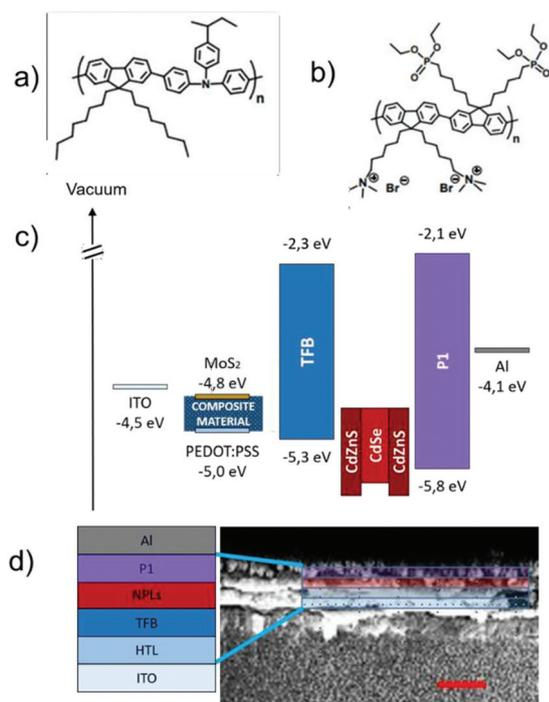 a)
N
n
b)
O
O
P
O
O
O
P
O
n
N
⊕
Br
⊖
Br
⊖
N
⊕
Vacuum
c)
-2,3 eV
-2,1 eV
TFB
P1
MoS₂
-4,8 eV
ITO
-4,5 eV
COMPOSITE
MATERIAL
PEDOT:PSS
-5,0 eV
-5,3 eV
CdZnS
CdSe
CdZnS
-5,8 eV
Al
-4,1 eV
d)
Al
P1
NPLs
TFB
HTL
ITO